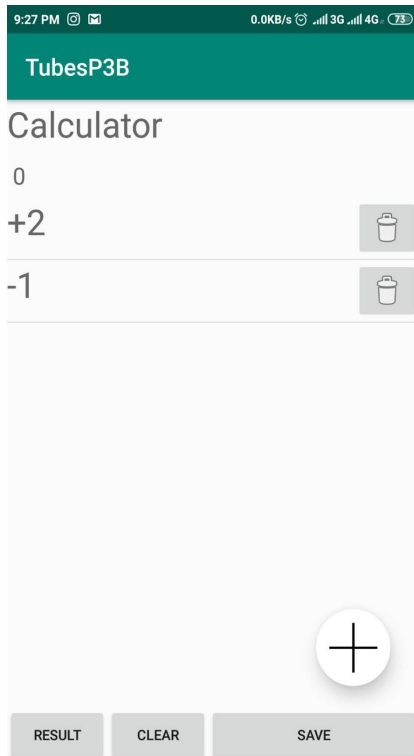 9:27 PM 0.0KB/s 3G 4G 73
TubesP3B
Calculator
0
+2
-1
RESULT CLEAR SAVE